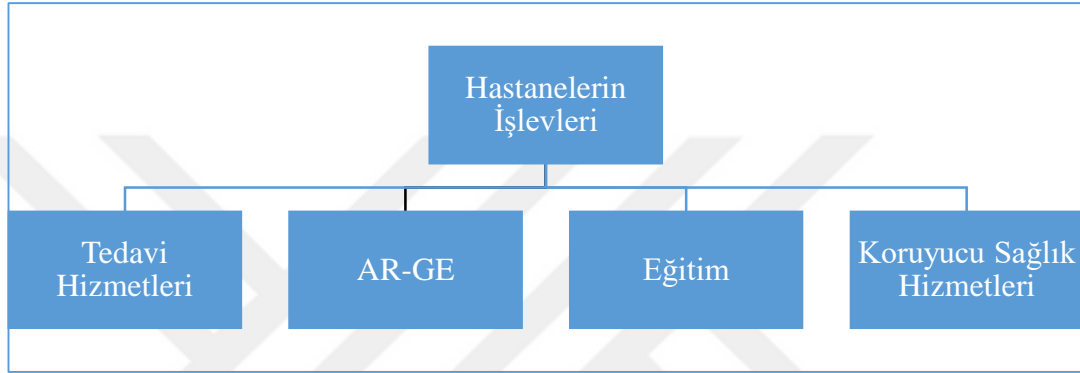 Hastanelerin
İşlevleri
Tedavi
Hizmetleri
AR-GE
Eğitim
Koruyucu Sağlık
Hizmetleri